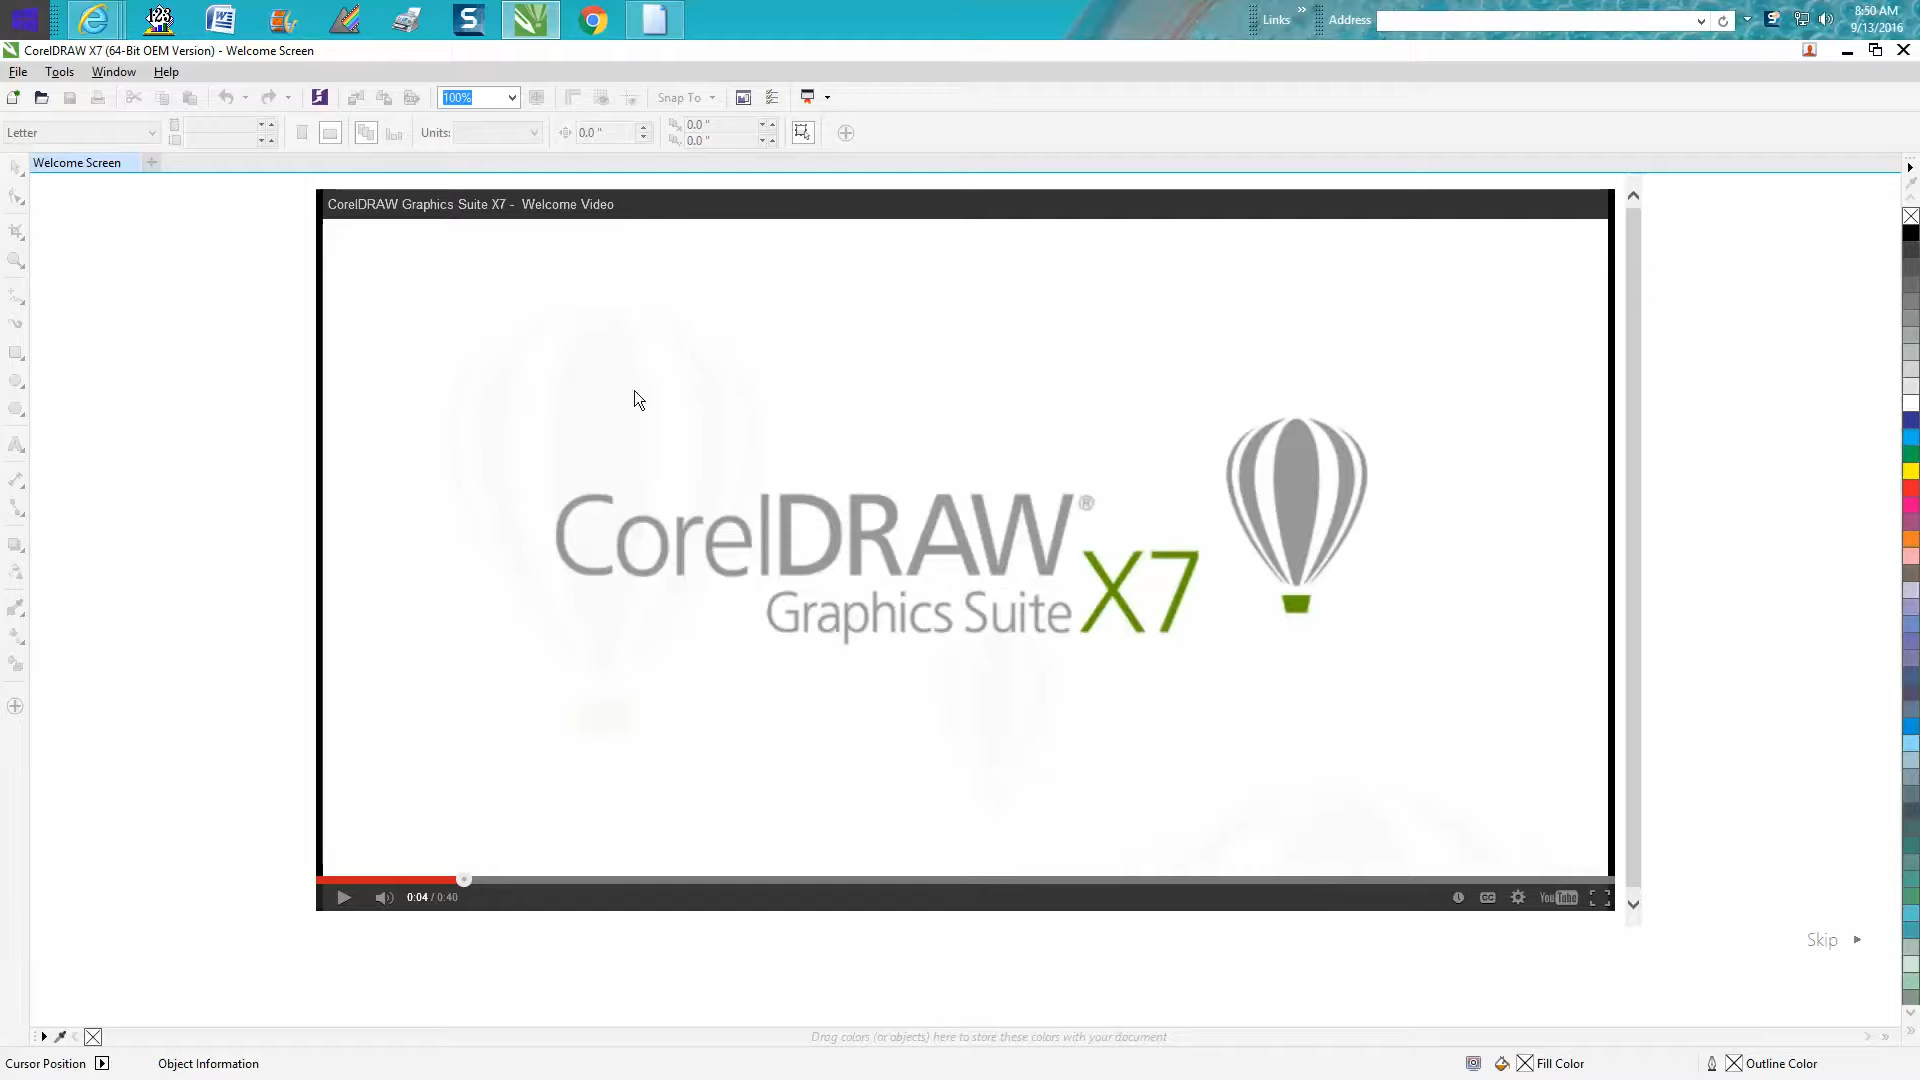 Links
Address
8:50 AM
9/13/2016
CorelDRAW X7 (64-Bit OEM Version) - Welcome Screen
File Tools Window Help
100%
Snap To
Letter
Units:
0.0 "
0.0 "
0.0 "
Welcome Screen
CorelDRAW Graphics Suite X7 - Welcome Video
CorelDRAW®
Graphics Suite X7
0:04 / 0:40
CC
YouTube
Skip
Drag colors (or objects) here to store these colors with your document
Cursor Position
Object Information
Fill Color
Outline Color